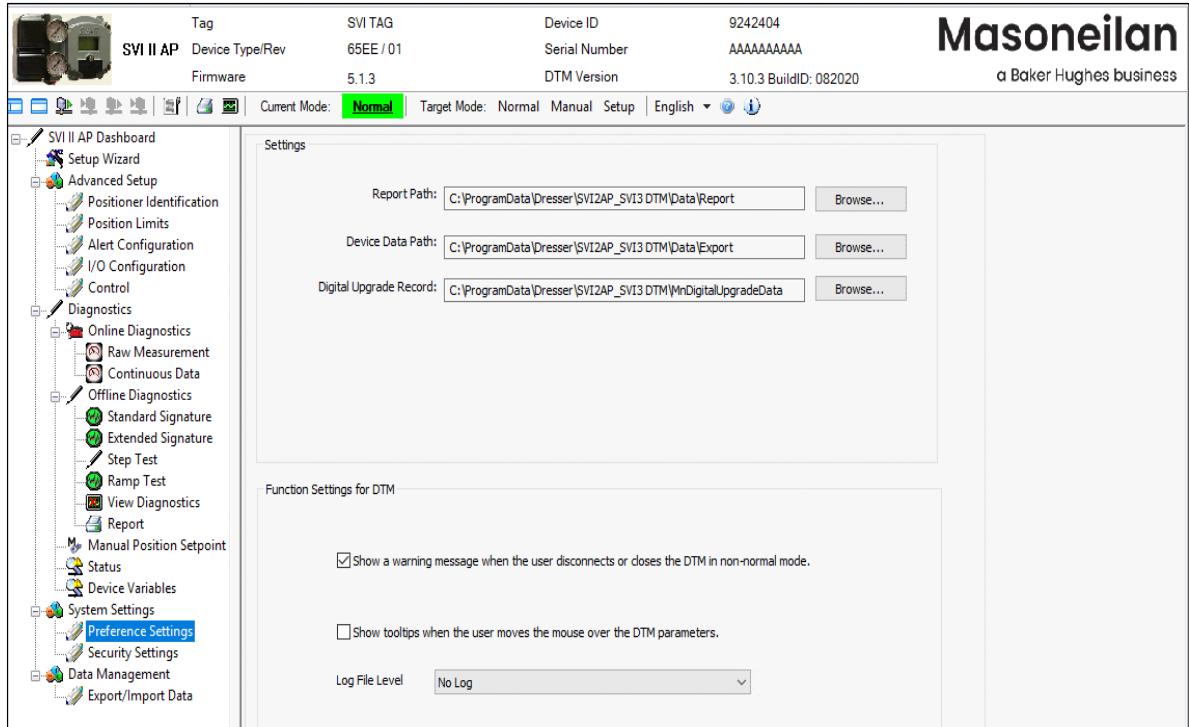 Tag SVI TAG Device ID 9242404
SVI II AP Device Type/Rev 65EE / 01 Serial Number AAAAAAAAAA
Firmware 5.1.3 DTM Version 3.10.3 BuildID: 082020
Masoneilan
a Baker Hughes business
Current Mode: Normal Target Mode: Normal Manual Setup English
SVI II AP Dashboard
Setup Wizard
Advanced Setup
Positioner Identification
Position Limits
Alert Configuration
I/O Configuration
Control
Diagnostics
Online Diagnostics
Raw Measurement
Continuous Data
Offline Diagnostics
Standard Signature
Extended Signature
Step Test
Ramp Test
View Diagnostics
Report
Manual Position Setpoint
Status
Device Variables
System Settings
Preference Settings
Security Settings
Data Management
Export/Import Data
Settings
Report Path: C:\ProgramData\Dresser\SVI2AP_SVI3 DTM\Data\Report Browse...
Device Data Path: C:\ProgramData\Dresser\SVI2AP_SVI3 DTM\Data\Export Browse...
Digital Upgrade Record: C:\ProgramData\Dresser\SVI2AP_SVI3 DTM\MnDigitalUpgradeData Browse...
Function Settings for DTM
Show a warning message when the user disconnects or closes the DTM in non-normal mode.
Show tooltips when the user moves the mouse over the DTM parameters.
Log File Level No Log